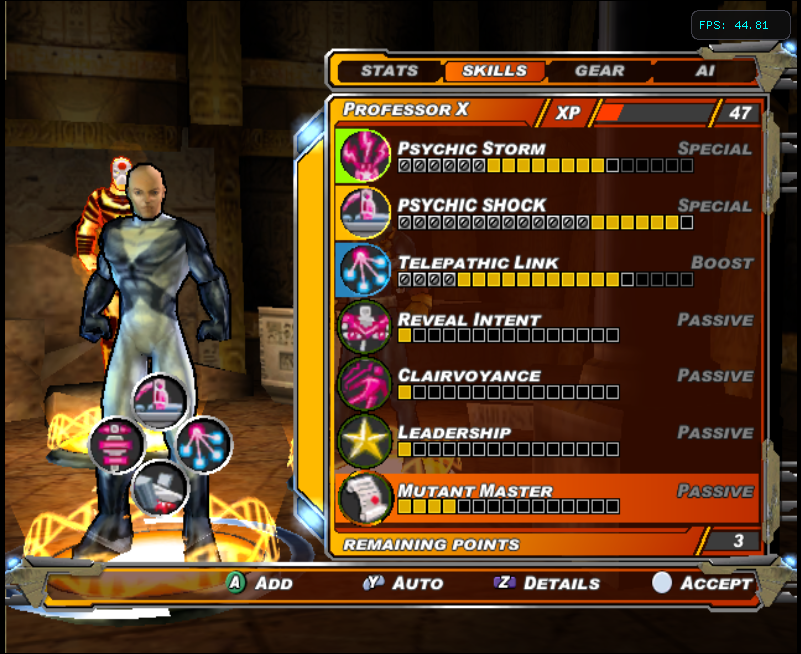 FPS: 44.81
STATS SKILLS GEAR AI
PROFESSOR X XP 47
PSYCHIC STORM SPECIAL
PSYCHIC SHOCK SPECIAL
TELEPATHIC LINK BOOST
REVEAL INTENT PASSIVE
CLAIRVOYANCE PASSIVE
LEADERSHIP PASSIVE
MUTANT MASTER PASSIVE
REMAINING POINTS 3
A ADD Y AUTO Z DETAILS ACCEPT